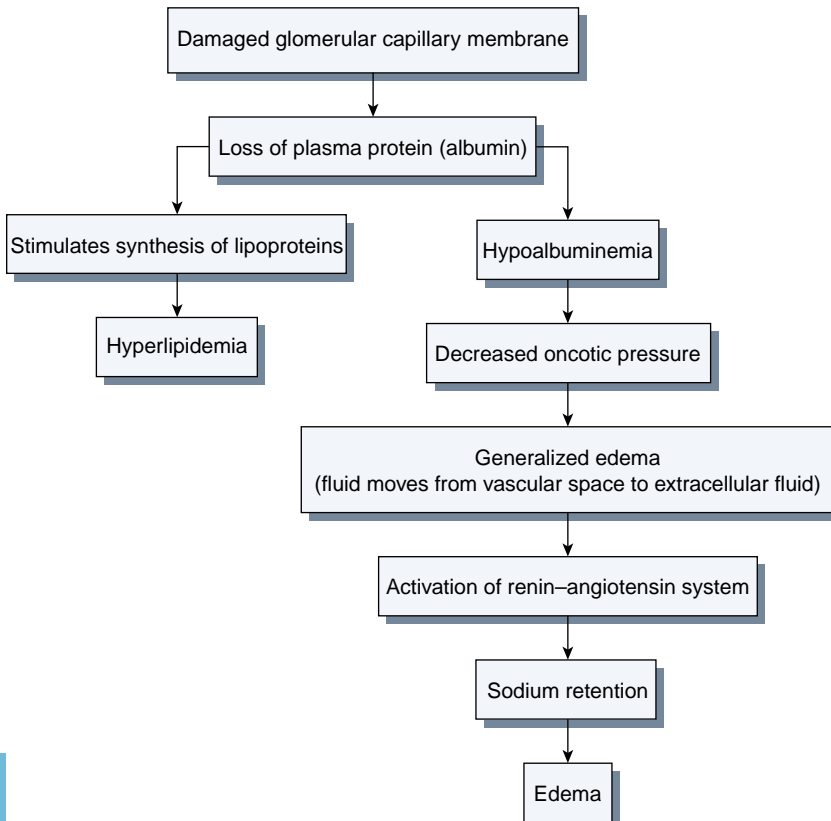 Damaged glomerular capillary membrane
Loss of plasma protein (albumin)
Stimulates synthesis of lipoproteins
Hypoalbuminemia
Hyperlipidemia
Decreased oncotic pressure
Generalized edema
(fluid moves from vascular space to extracellular fluid)
Activation of renin–angiotensin system
Sodium retention
Edema